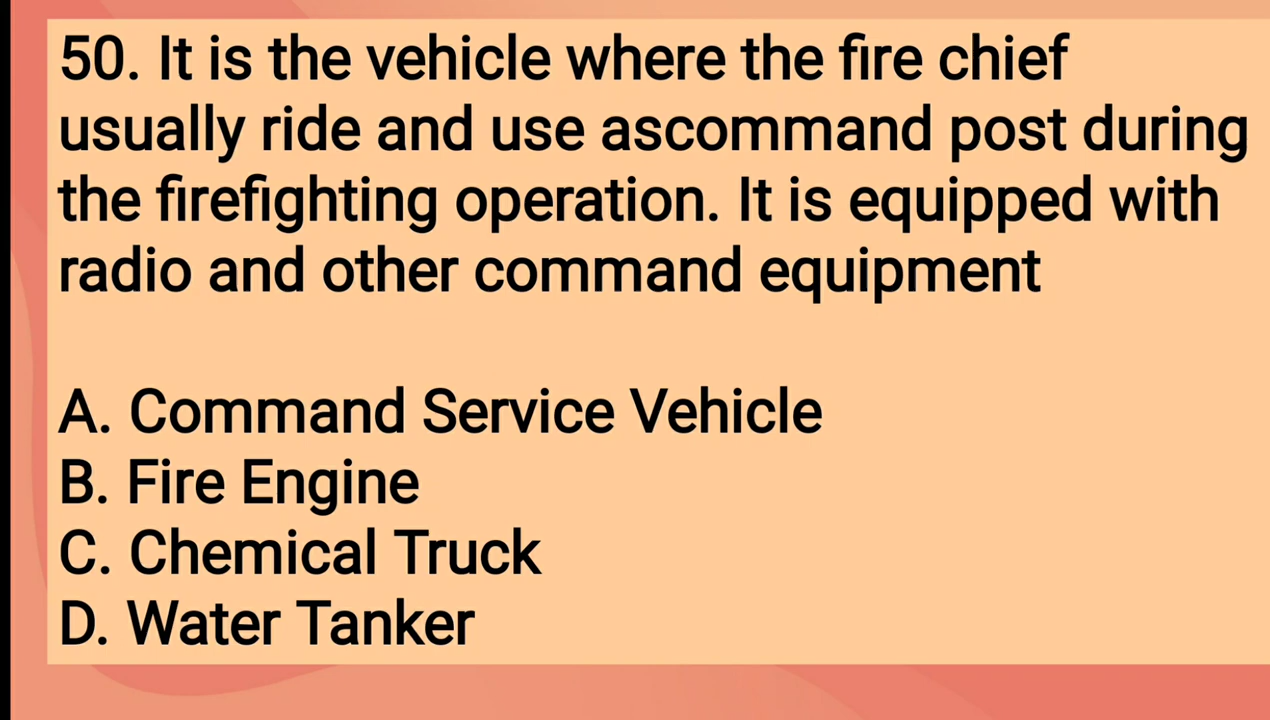 50. It is the vehicle where the fire chief
usually ride and use ascommand post during
the firefighting operation. It is equipped with
radio and other command equipment
A. Command Service Vehicle
B. Fire Engine
C. Chemical Truck
D. Water Tanker